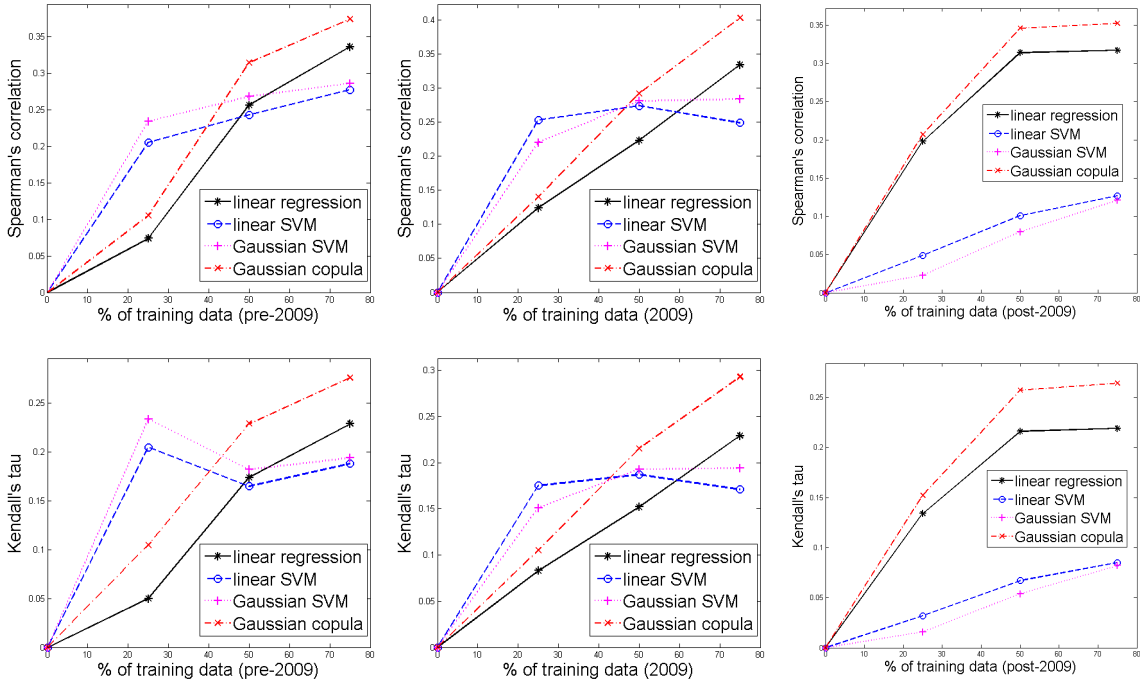 Spearman's correlation
0.35
0.3
0.25
0.2
0.15
0.1
0.05
0
0 10 20 30 40 50 60 70 80
% of training data (pre-2009)
linear regression
linear SVM
Gaussian SVM
Gaussian copula
Spearman's correlation
0.4
0.35
0.3
0.25
0.2
0.15
0.1
0.05
0
0 10 20 30 40 50 60 70 80
% of training data (2009)
linear regression
linear SVM
Gaussian SVM
Gaussian copula
Spearman's correlation
0.35
0.3
0.25
0.2
0.15
0.1
0.05
0
0 10 20 30 40 50 60 70 80
% of training data (post-2009)
linear regression
linear SVM
Gaussian SVM
Gaussian copula
Kendall's tau
0.25
0.2
0.15
0.1
0.05
0
0 10 20 30 40 50 60 70 80
% of training data (pre-2009)
linear regression
linear SVM
Gaussian SVM
Gaussian copula
Kendall's tau
0.3
0.25
0.2
0.15
0.1
0.05
0
0 10 20 30 40 50 60 70 80
% of training data (2009)
linear regression
linear SVM
Gaussian SVM
Gaussian copula
Kendall's tau
0.25
0.2
0.15
0.1
0.05
0
0 10 20 30 40 50 60 70 80
% of training data (post-2009)
linear regression
linear SVM
Gaussian SVM
Gaussian copula